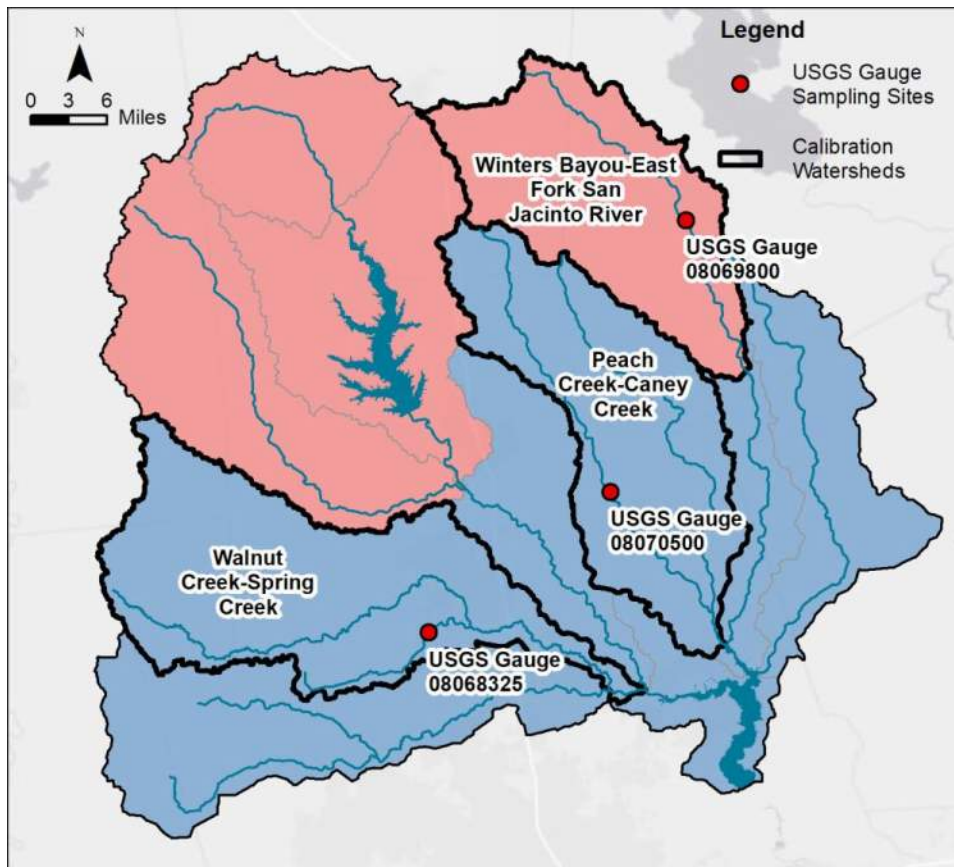 N
0 3 6
Miles
Legend
USGS Gauge
Sampling Sites
Calibration
Watersheds
Winters Bayou-East
Fork San
Jacinto River
USGS Gauge
08069800
Peach
Creek-Caney
Creek
USGS Gauge
08070500
Walnut
Creek-Spring
Creek
USGS Gauge
08068325